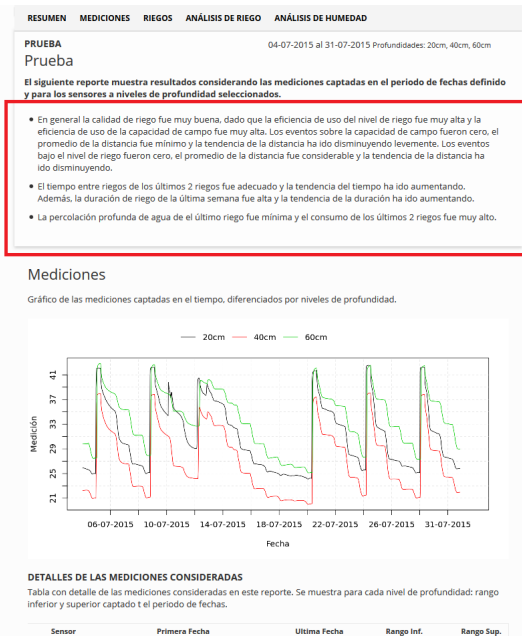 RESUMEN MEDICIONES RIEGOS ANÁLISIS DE RIEGO ANÁLISIS DE HUMEDAD
PRUEBA
04-07-2015 al 31-07-2015 Profundidades: 20cm, 40cm, 60cm
Prueba
El siguiente reporte muestra resultados considerando las mediciones captadas en el periodo de fechas definido
y para los sensores a niveles de profundidad seleccionados.
• En general la calidad de riego fue muy buena, dado que la eficiencia de uso del nivel de riego fue muy alta y la
eficiencia de uso de la capacidad de campo fue muy alta. Los eventos sobre la capacidad de campo fueron cero, el
promedio de la distancia fue mínimo y la tendencia de la distancia ha ido disminuyendo levemente. Los eventos
bajo el nivel de riego fueron cero, el promedio de la distancia fue considerable y la tendencia de la distancia ha
ido disminuyendo.
• El tiempo entre riegos de los últimos 2 riegos fue adecuado y la tendencia del tiempo ha ido aumentando.
Además, la duración de riego de la última semana fue alta y la tendencia de la duración ha ido aumentando.
• La percolación profunda de agua de el último riego fue mínima y el consumo de los últimos 2 riegos fue muy alto.
Mediciones
Gráfico de las mediciones captadas en el tiempo, diferenciados por niveles de profundidad.
20cm 40cm 60cm
Medición
41
37
33
29
25
21
06-07-2015 10-07-2015 14-07-2015 18-07-2015 22-07-2015 26-07-2015 31-07-2015
Fecha
DETALLES DE LAS MEDICIONES CONSIDERADAS
Tabla con detalle de las mediciones consideradas en este reporte. Se muestra para cada nivel de profundidad: rango
inferior y superior captado t el periodo de fechas.
Sensor Primera Fecha Ultima Fecha Rango Inf. Rango Sup.